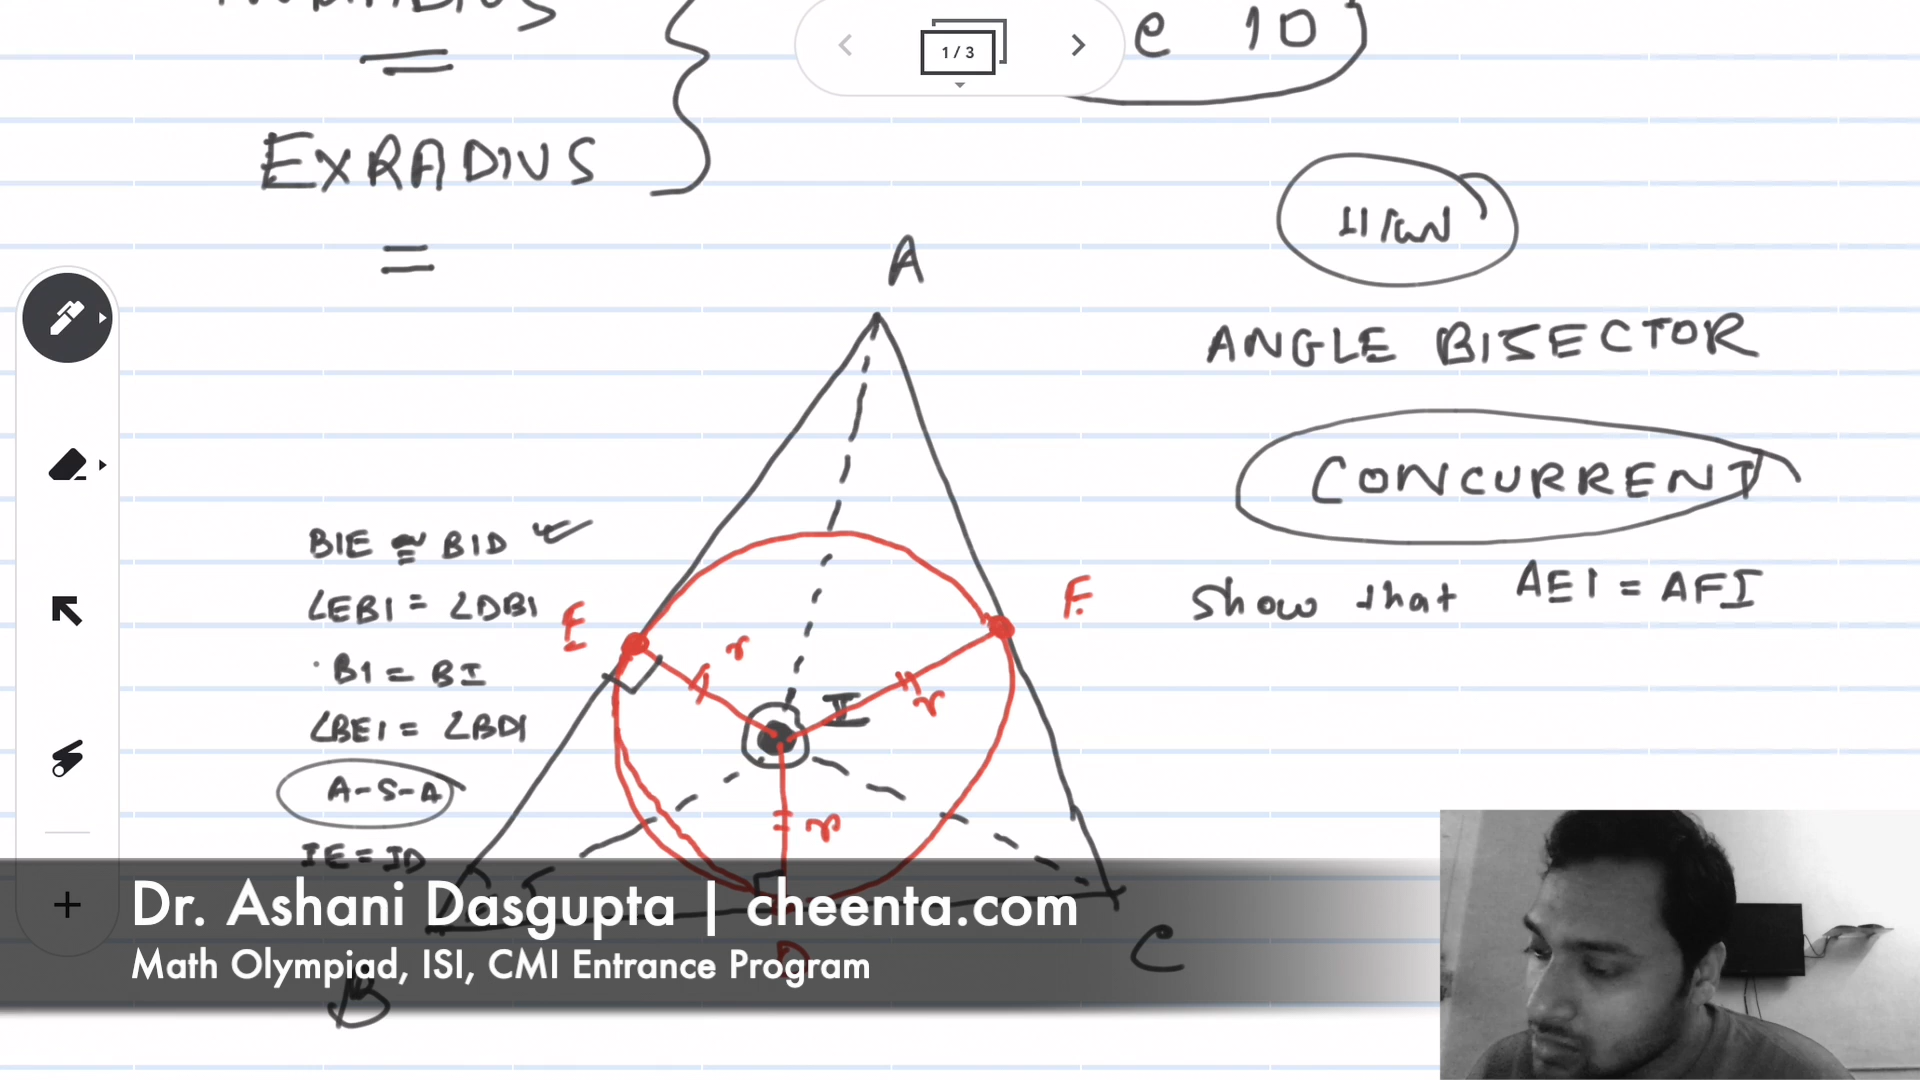 e 10
1 / 3
EXRADIUS
=
A
ANGLE BISECTOR
CONCURRENT
Show that AEI = AFI
BIE ≅ BID
∠EBI = ∠DBI
BI = BI
∠BEI = ∠BDI
A-S-A
IE = ID
E
F
r
r
I
r
Dr. Ashani Dasgupta | cheenta.com
Math Olympiad, ISI, CMI Entrance Program
D
B
C